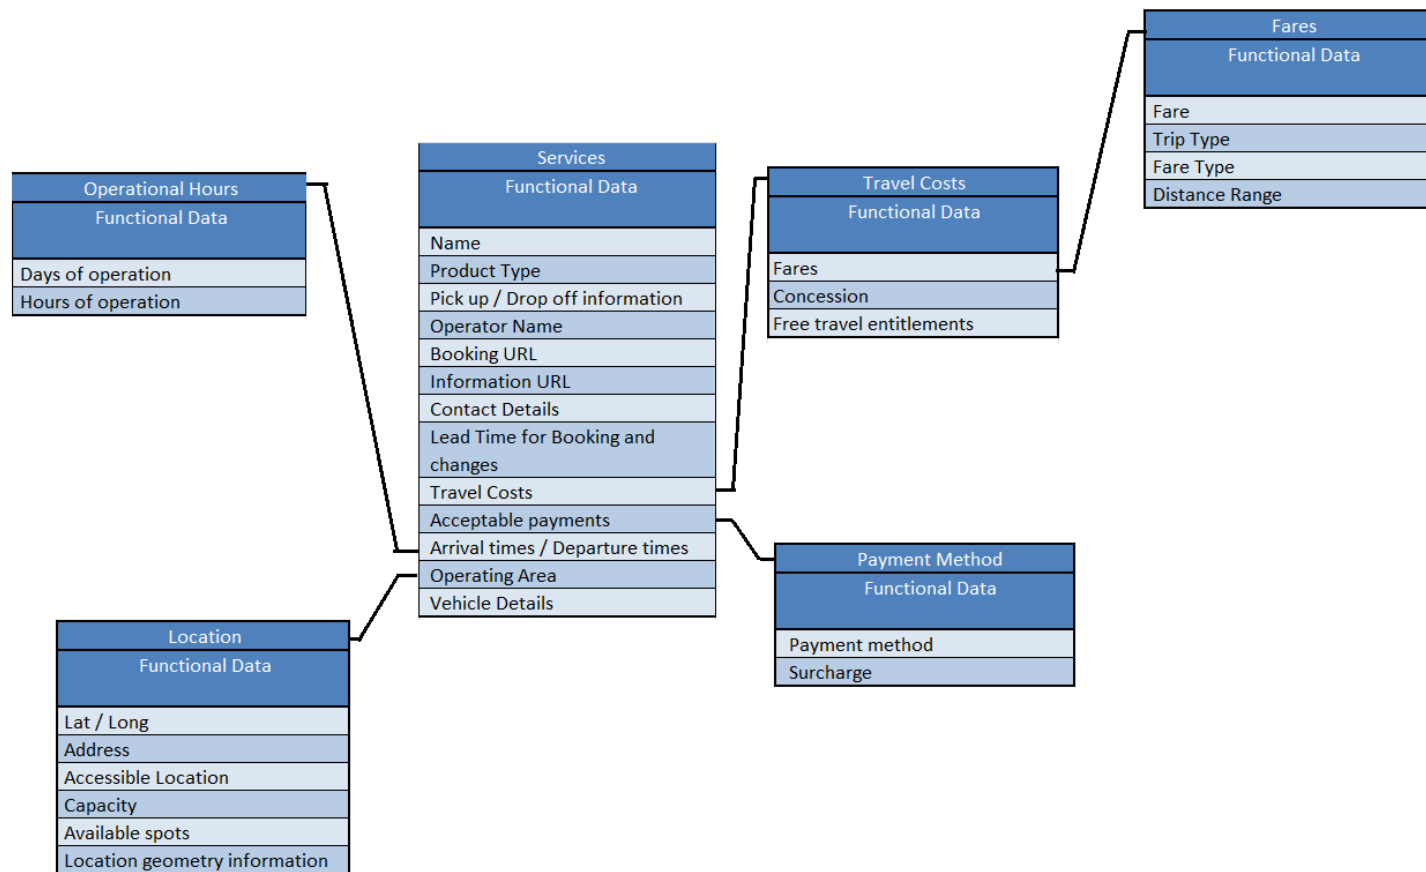 Fares
Functional Data
Fare
Trip Type
Fare Type
Distance Range
Services
Functional Data
Name
Product Type
Pick up / Drop off information
Operator Name
Booking URL
Information URL
Contact Details
Lead Time for Booking and
changes
Travel Costs
Acceptable payments
Arrival times / Departure times
Operating Area
Vehicle Details
Operational Hours
Functional Data
Days of operation
Hours of operation
Travel Costs
Functional Data
Fares
Concession
Free travel entitlements
Payment Method
Functional Data
Payment method
Surcharge
Location
Functional Data
Lat / Long
Address
Accessible Location
Capacity
Available spots
Location geometry information